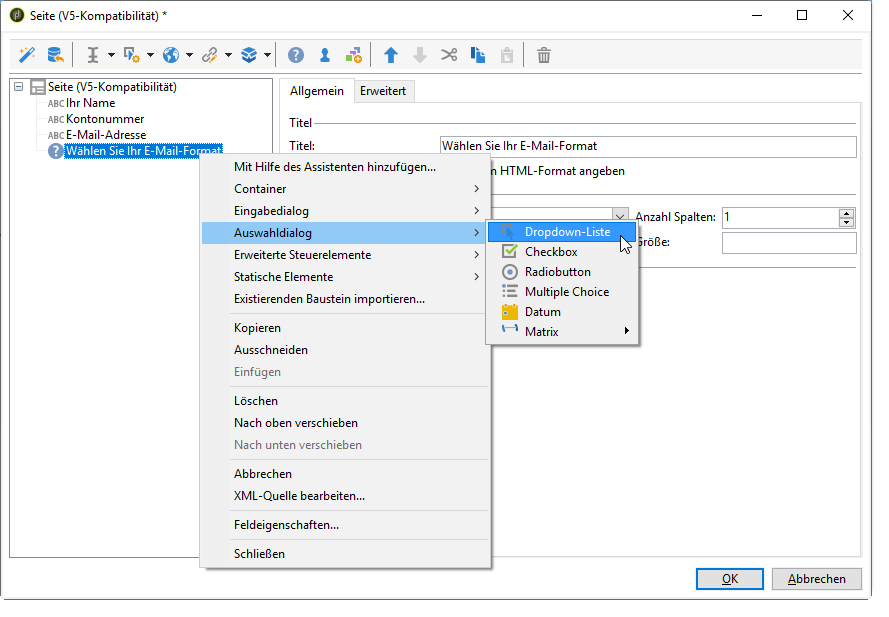 Seite (V5-Kompatibilität) *
Seite (V5-Kompatibilität)
ABC Ihr Name
ABC Kontonummer
ABC E-Mail-Adresse
Wählen Sie Ihr E-Mail-Format
Allgemein
Erweitert
Titel
Titel:
Wählen Sie Ihr E-Mail-Format
HTML-Format angeben
Anzahl Spalten:
1
Größe:
Mit Hilfe des Assistenten hinzufügen...
Container
Eingabedialog
Auswahldialog
Erweiterte Steuerelemente
Statische Elemente
Existierenden Baustein importieren...
Kopieren
Ausschneiden
Einfügen
Löschen
Nach oben verschieben
Nach unten verschieben
Abbrechen
XML-Quelle bearbeiten...
Feldeigenschaften...
Schließen
Dropdown-Liste
Checkbox
Radiobutton
Multiple Choice
Datum
Matrix
OK
Abbrechen